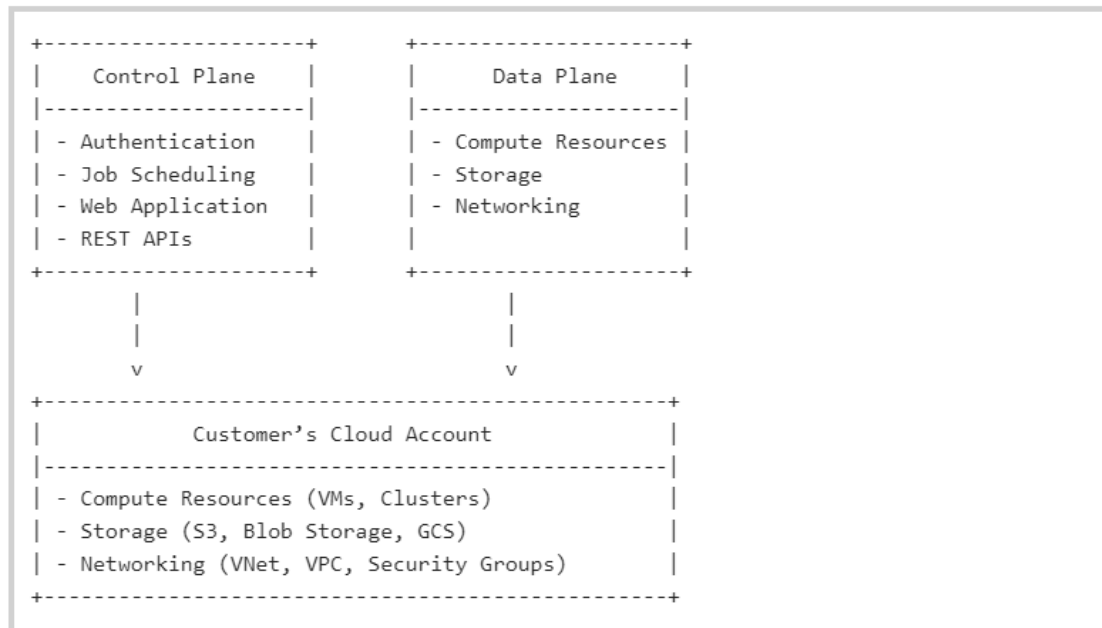 +---------------------+       +---------------------+
|    Control Plane    |       |      Data Plane     |
|---------------------|       |---------------------|
| - Authentication    |       | - Compute Resources |
| - Job Scheduling    |       | - Storage           |
| - Web Application   |       | - Networking        |
| - REST APIs         |       |                     |
+---------------------+       +---------------------+
        |                              |
        |                              |
        v                              v
+---------------------------------------------------+
|            Customer’s Cloud Account               |
|---------------------------------------------------|
| - Compute Resources (VMs, Clusters)               |
| - Storage (S3, Blob Storage, GCS)                 |
| - Networking (VNet, VPC, Security Groups)         |
+---------------------------------------------------+